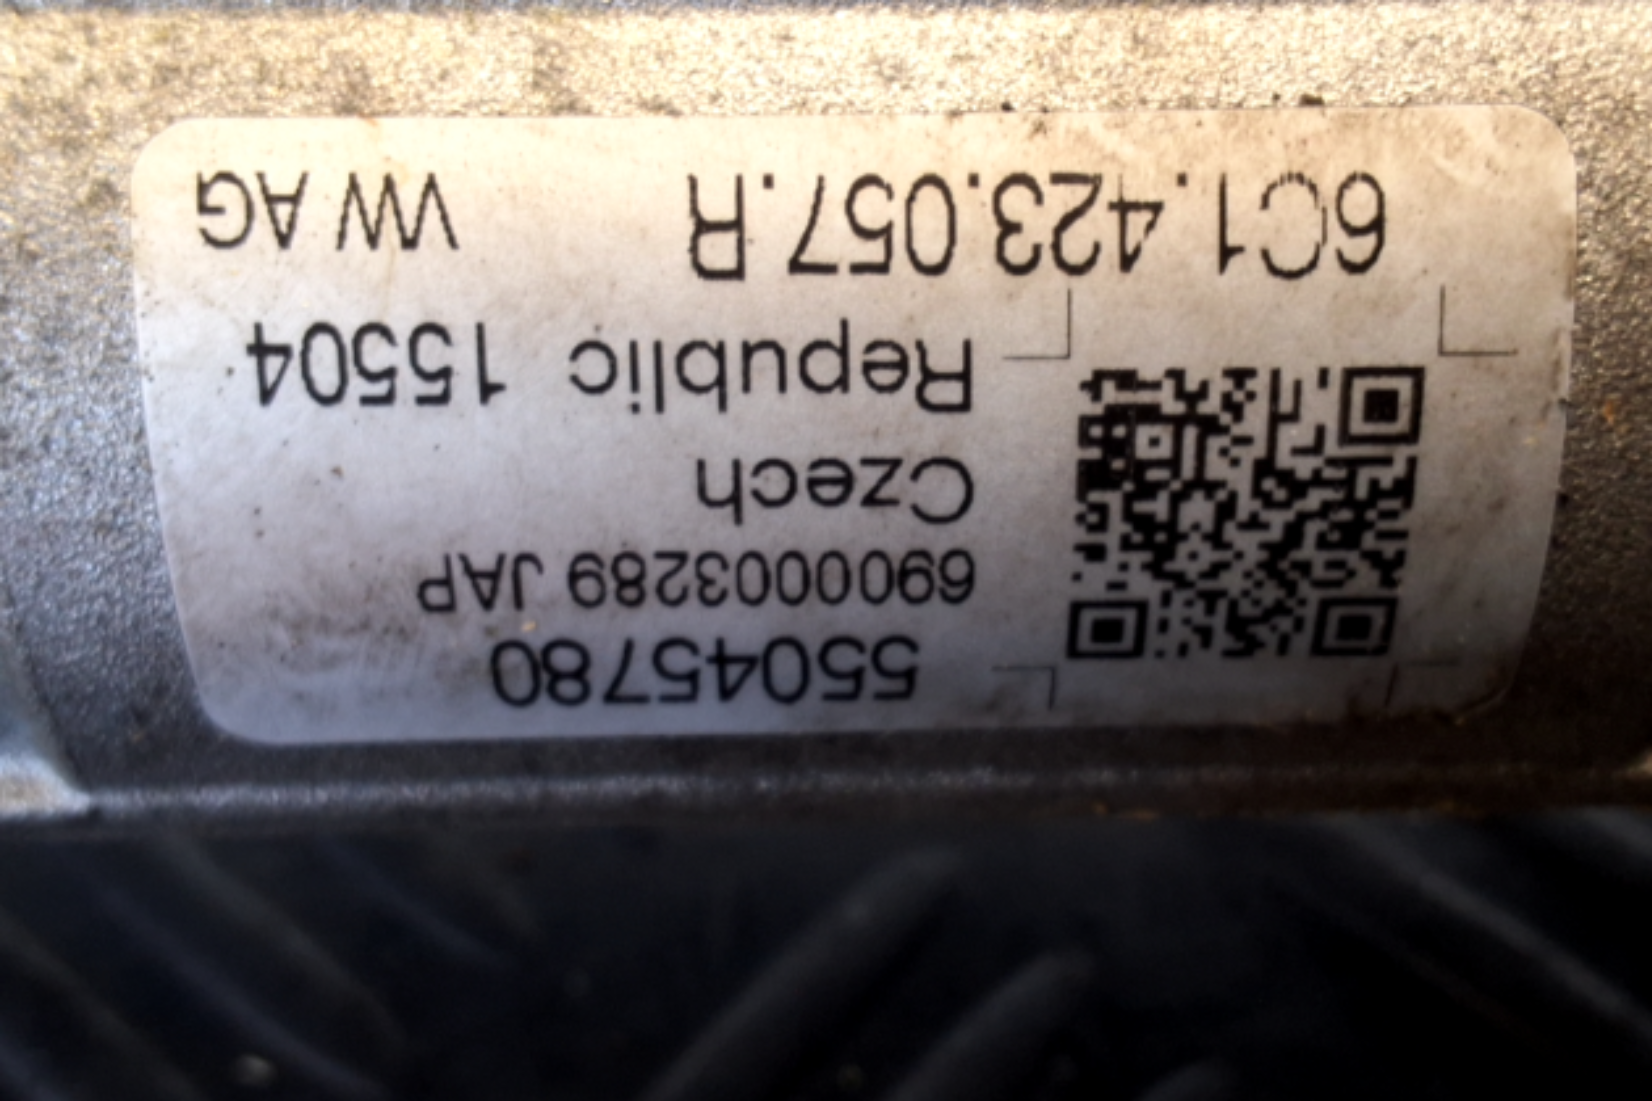 55045780
6900003289 JAP
Czech
Republic 15504
6C1.423.057.R VW AG